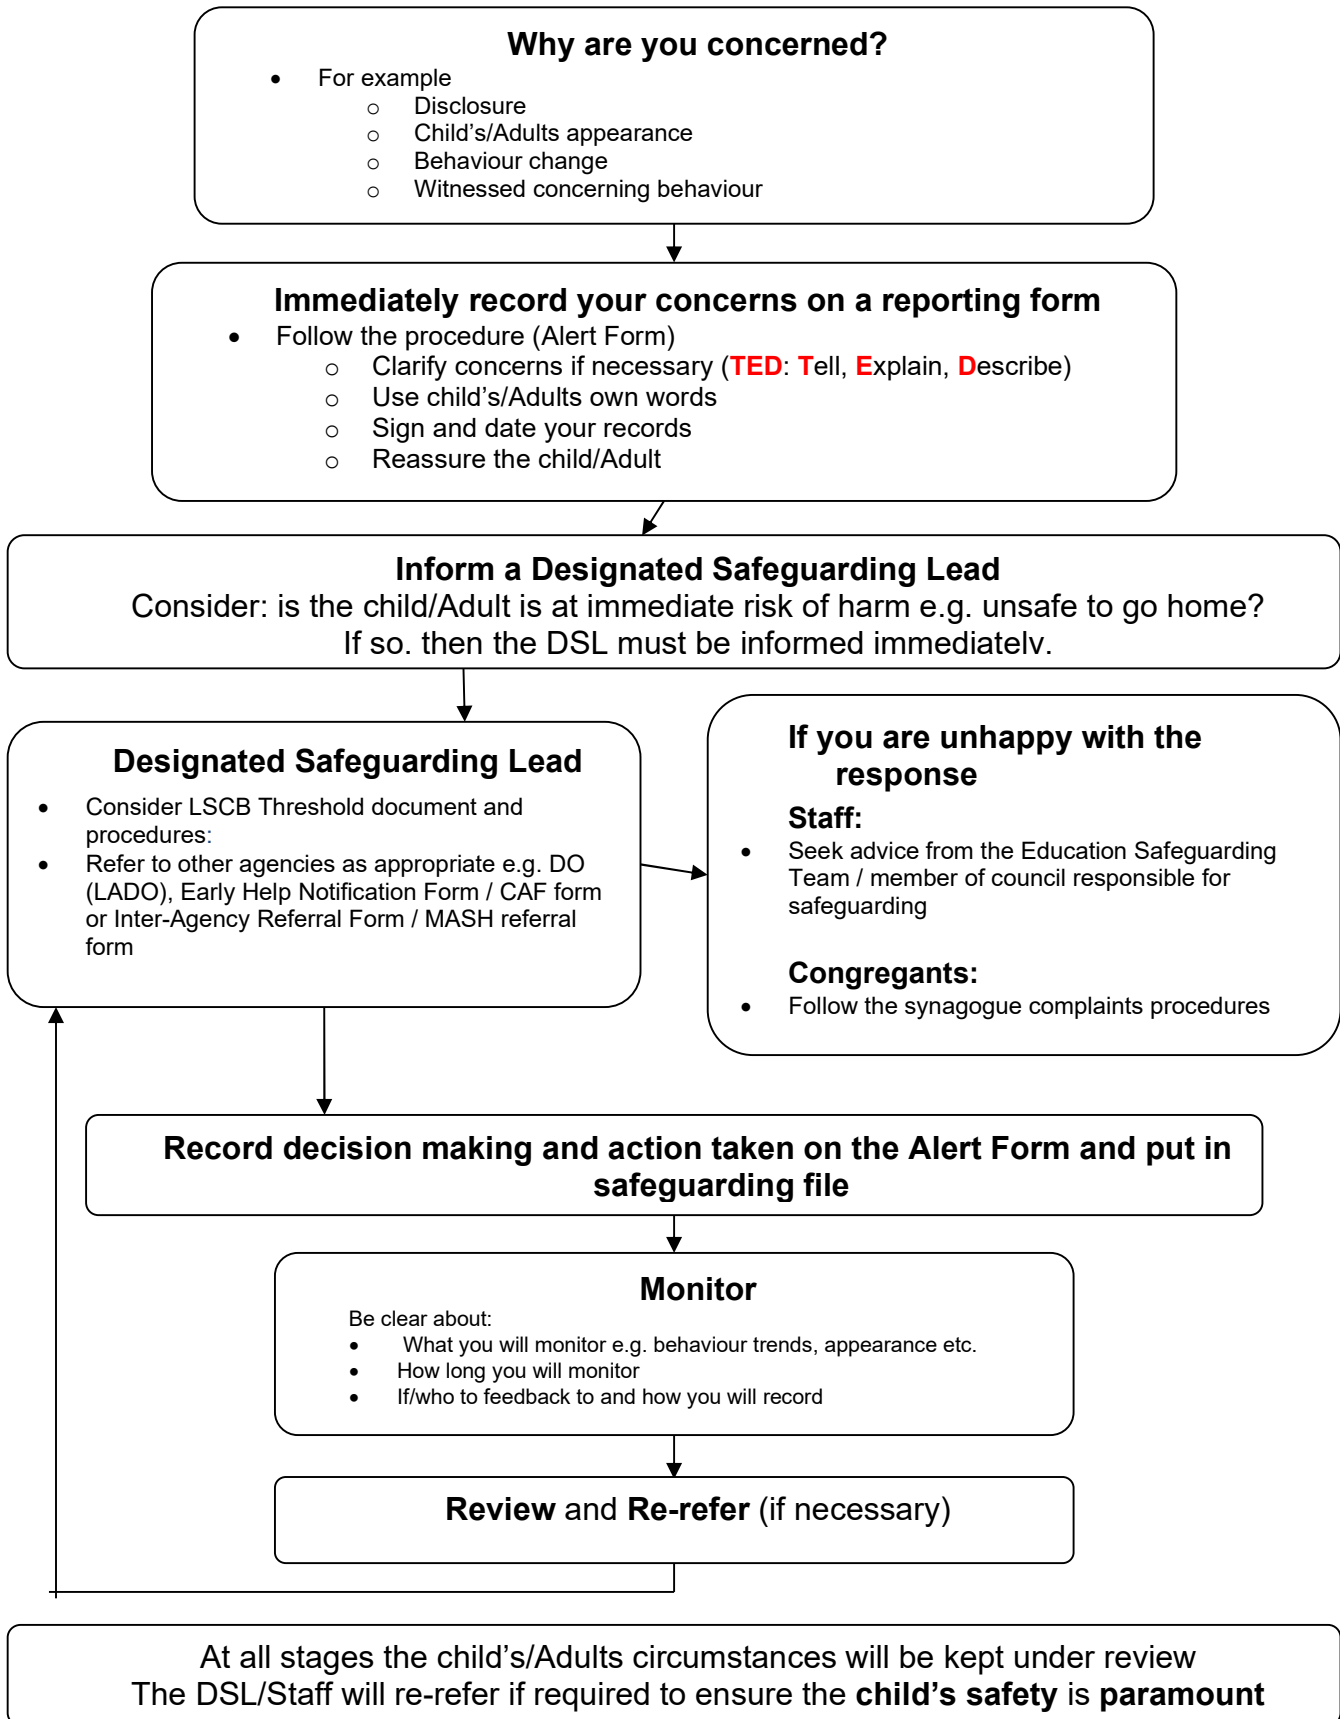 Why are you concerned?
• For example
o Disclosure
o Child's/Adults appearance
o Behaviour change
o Witnessed concerning behaviour
Immediately record your concerns on a reporting form
• Follow the procedure (Alert Form)
o Clarify concerns if necessary (TED: Tell, Explain, Describe)
o Use child's/Adults own words
o Sign and date your records
o Reassure the child/Adult
Inform a Designated Safeguarding Lead
Consider: is the child/Adult is at immediate risk of harm e.g. unsafe to go home?
If so. then the DSL must be informed immediately.
Designated Safeguarding Lead
• Consider LSCB Threshold document and
procedures:
• Refer to other agencies as appropriate e.g. DO
(LADO), Early Help Notification Form / CAF form
or Inter-Agency Referral Form / MASH referral
form
If you are unhappy with the
response
Staff:
• Seek advice from the Education Safeguarding
Team / member of council responsible for
safeguarding
Congregants:
• Follow the synagogue complaints procedures
Record decision making and action taken on the Alert Form and put in
safeguarding file
Monitor
Be clear about:
• What you will monitor e.g. behaviour trends, appearance etc.
• How long you will monitor
• If/who to feedback to and how you will record
Review and Re-refer (if necessary)
At all stages the child's/Adults circumstances will be kept under review
The DSL/Staff will re-refer if required to ensure the child's safety is paramount